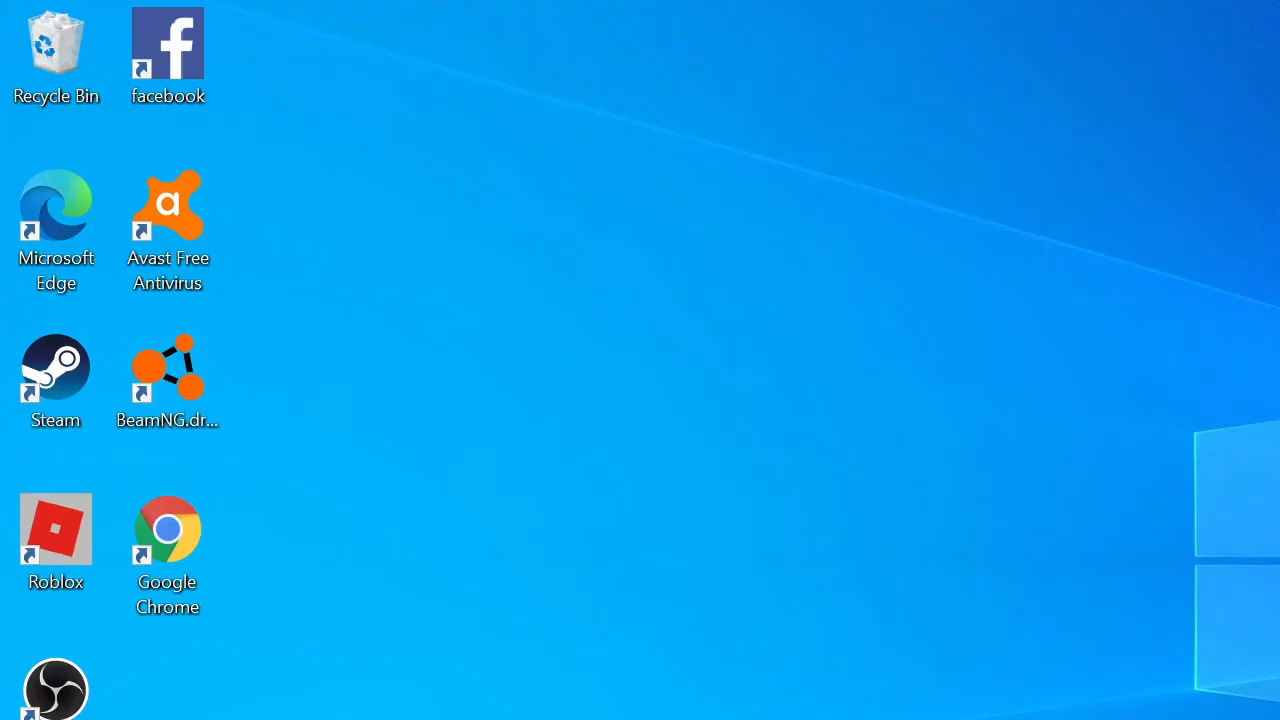 Recycle Bin
facebook
Microsoft
Edge
a
Avast Free
Antivirus
Steam
BeamNG.dr...
Roblox
Google
Chrome